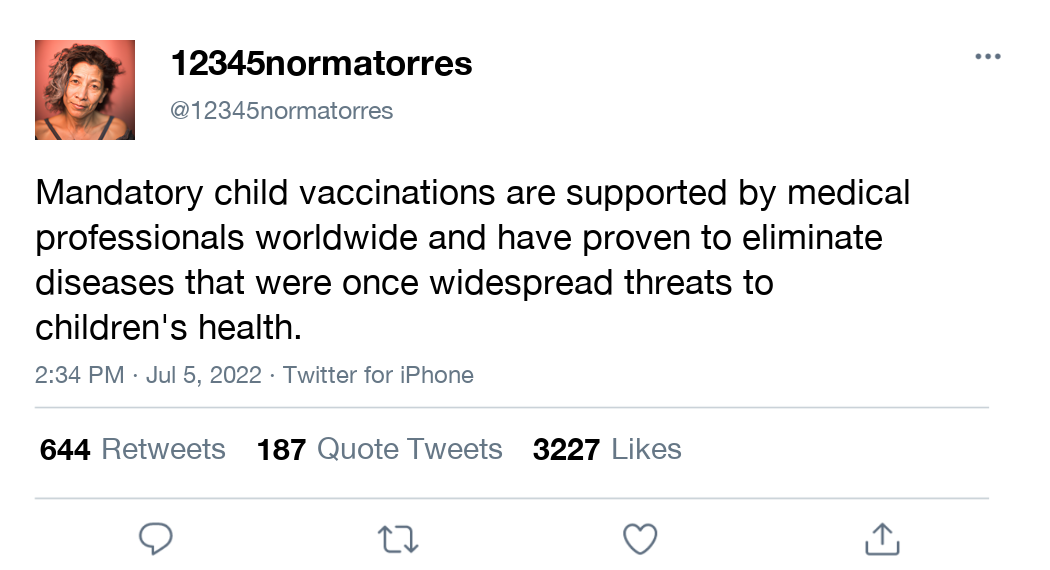 12345normatorres
@12345normatorres
Mandatory child vaccinations are supported by medical
professionals worldwide and have proven to eliminate
diseases that were once widespread threats to
children's health.
2:34 PM · Jul 5, 2022 · Twitter for iPhone
644 Retweets 187 Quote Tweets 3227 Likes